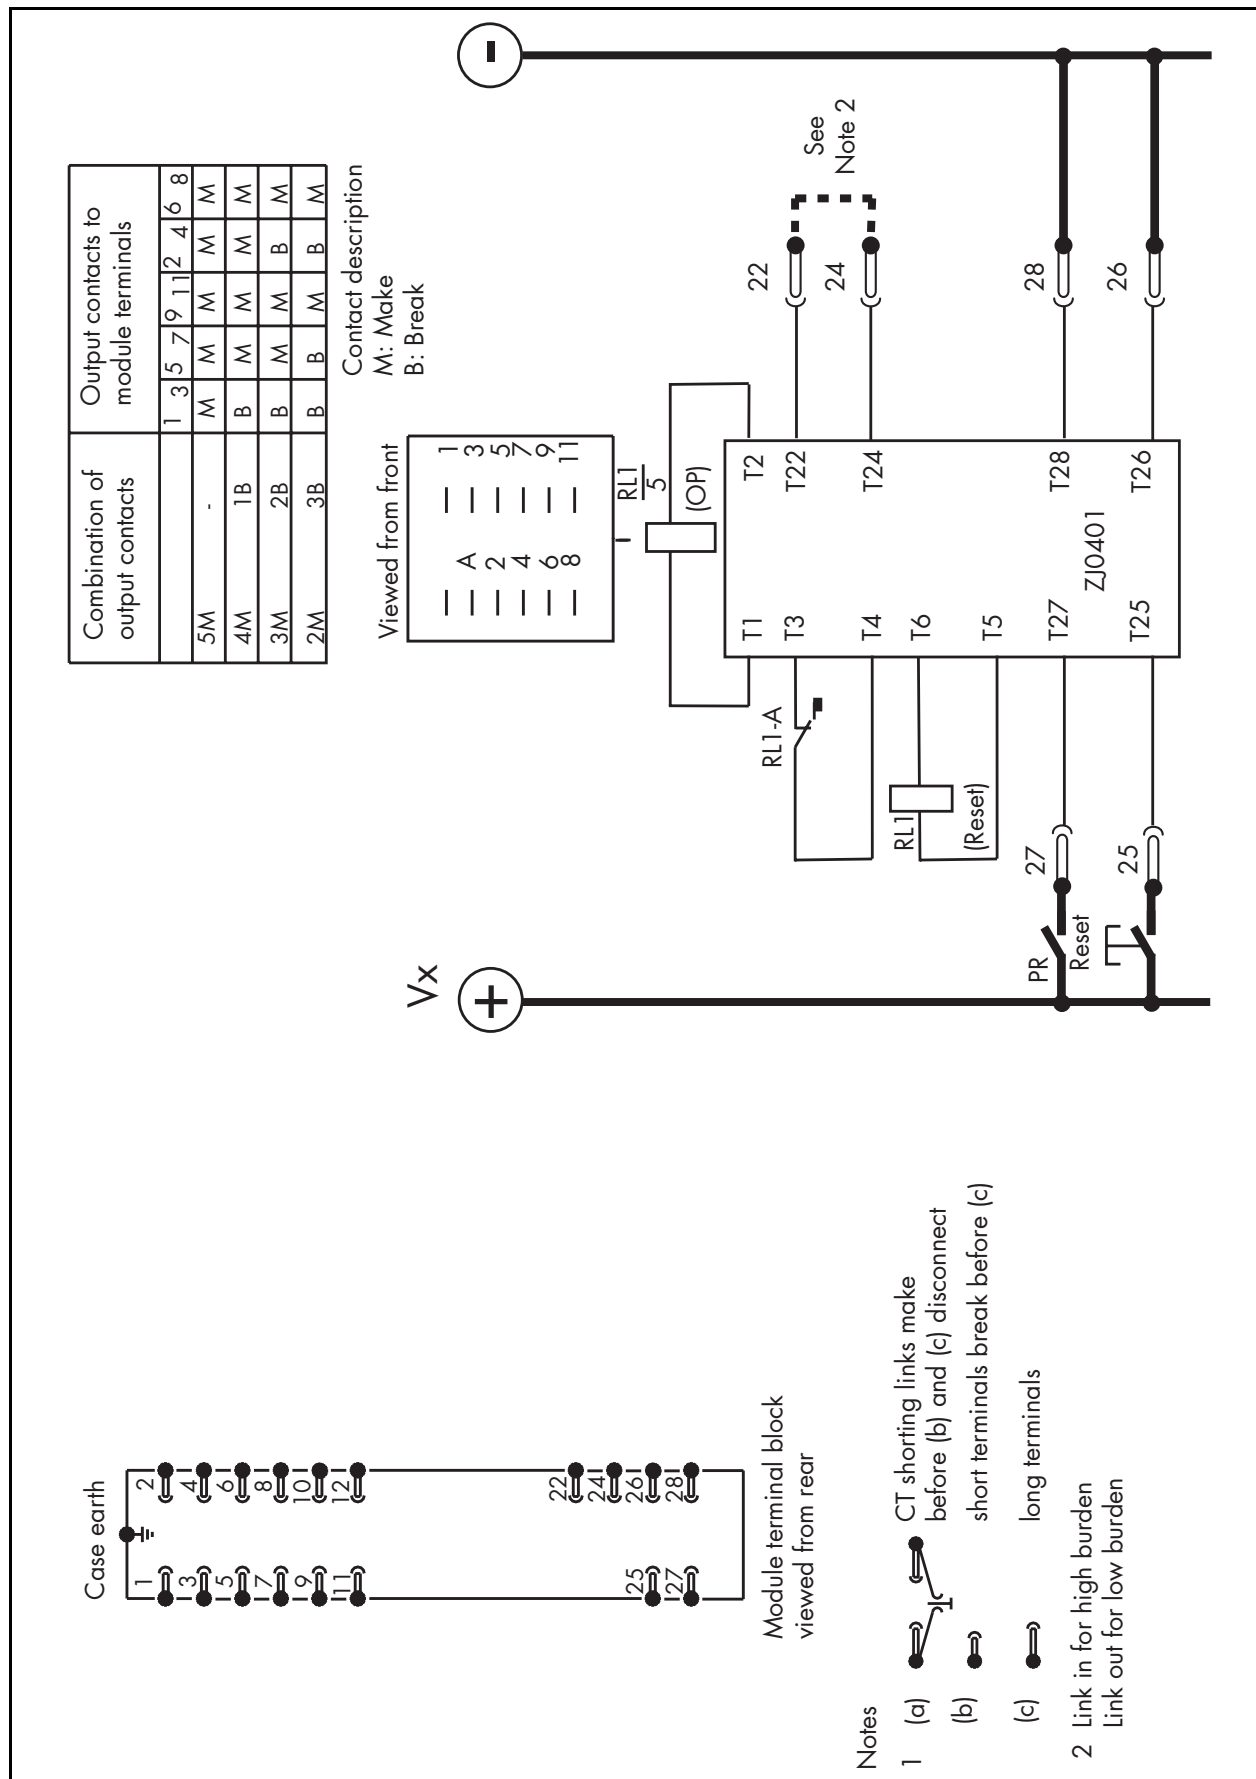 Case earth
1 2
3 4
5 6
7 8
9 10
11 12
22
24
25 26
27 28
Module terminal block
viewed from rear
Notes
1 (a) CT shorting links make
before (b) and (c) disconnect
(b) short terminals break before (c)
(c) long terminals
2 Link in for high burden
Link out for low burden
Combination of
output contacts
Output contacts to
module terminals
1 3 5 7 9 11 2 4 6 8
5M - M M M M M
4M 1B B M M M M
3M 2B B M M B M
2M 3B B B M B M
Contact description
M: Make
B: Break
Viewed from front
1
A 3
2 5
4 7
6 9
8 11
Vx
+
-
RL1
5
(OP)
T1 T2
RL1-A
T3 T22 22
See
Note 2
T4 T24 24
RL1
(Reset)
T6
T5
PR
27 T27 T28 28
ZJ0401
Reset
25 T25 T26 26